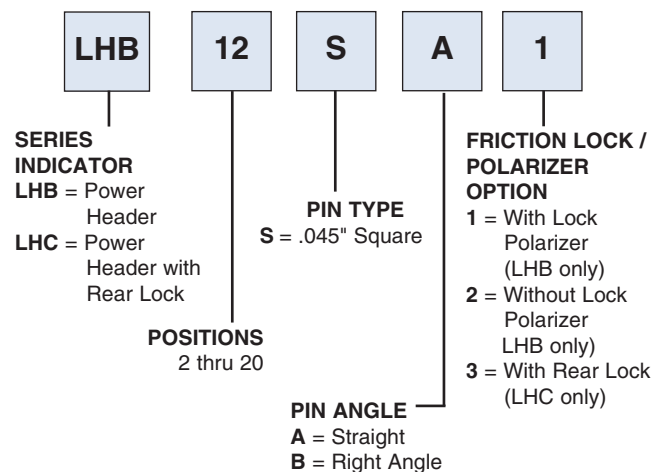 LHB 12 S A 1
SERIES
INDICATOR
LHB = Power
Header
LHC = Power
Header with
Rear Lock
POSITIONS
2 thru 20
PIN TYPE
S = .045" Square
PIN ANGLE
A = Straight
B = Right Angle
FRICTION LOCK /
POLARIZER
OPTION
1 = With Lock
Polarizer
(LHB only)
2 = Without Lock
Polarizer
LHB only)
3 = With Rear Lock
(LHC only)